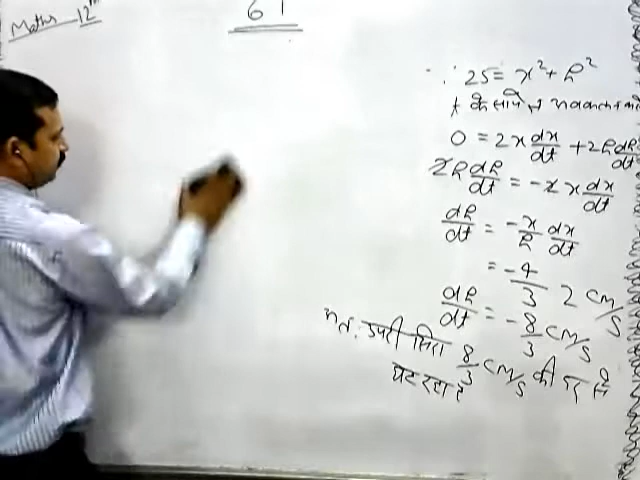 Maths 12th
61
∵ 25 = x² + h²
t के सापेक्ष अवकलन करने
0 = 2x dx/dt + 2h dh/dt
2h dh/dt = -2x dx/dt
dh/dt = -x/h dx/dt
= -4/3 2 cm/s
dh/dt = -8/3 cm/s
अतः ऊपरी सिरा 8/3 cm/s की दर से
घट रहा है